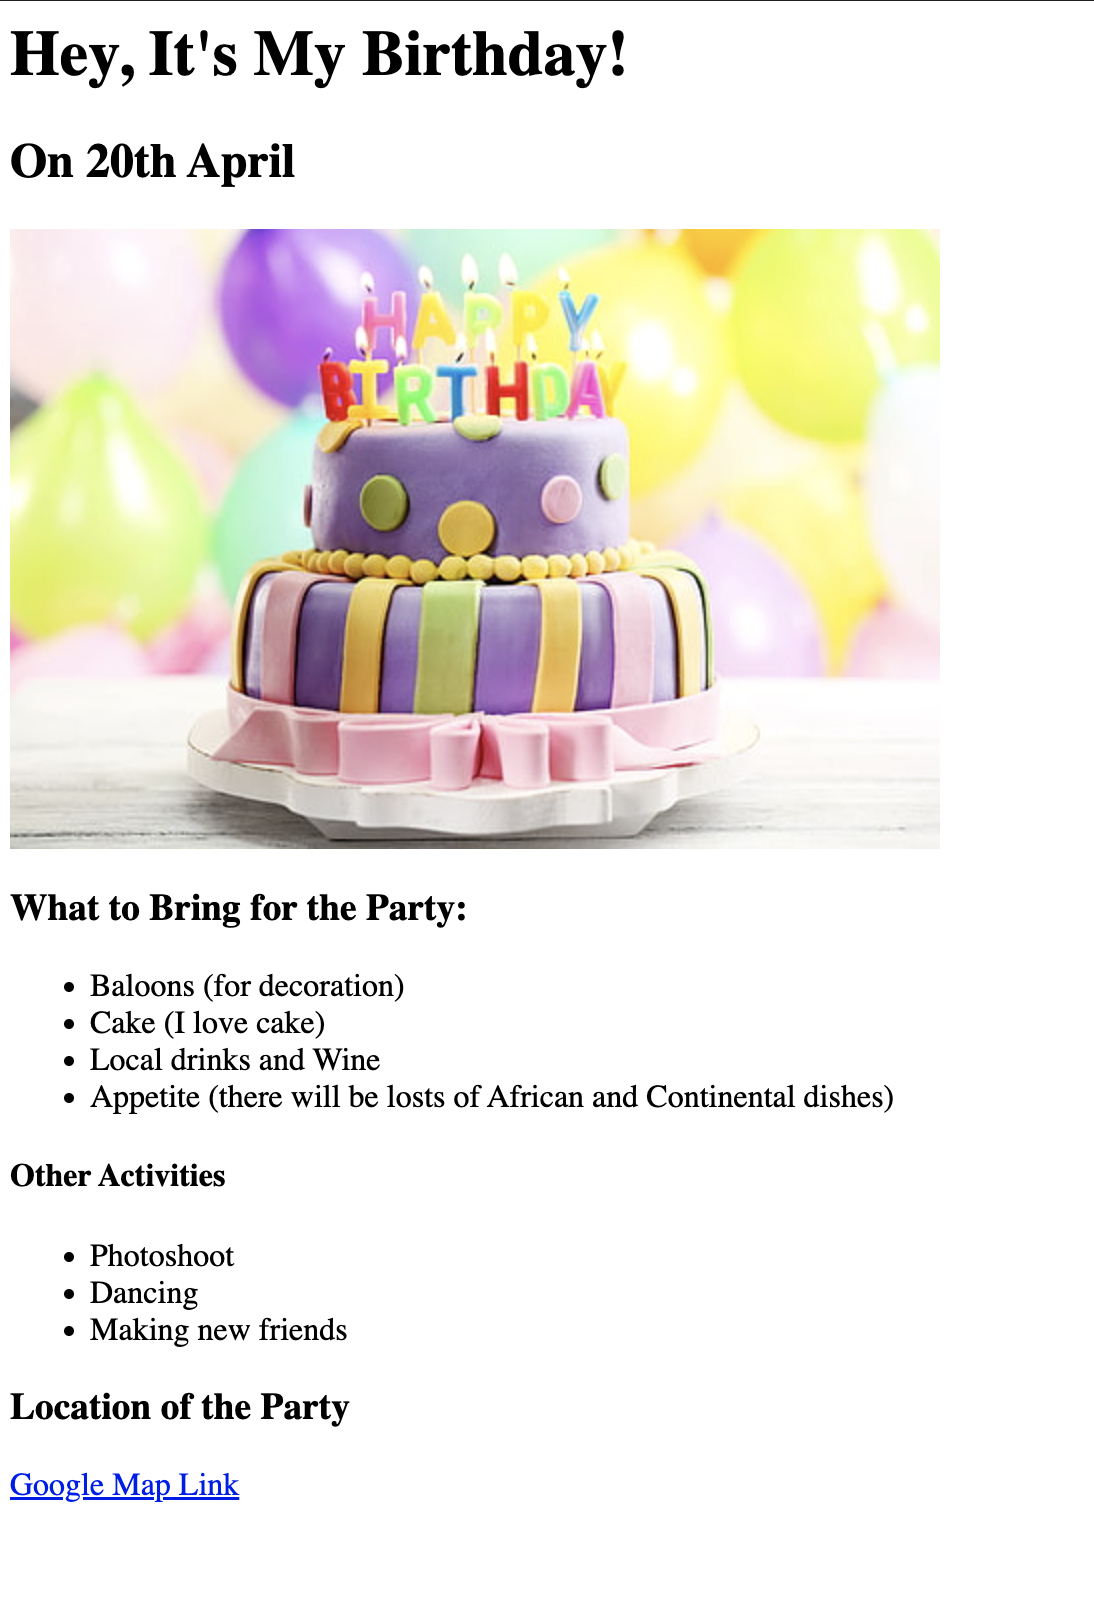 Hey, It's My Birthday!
On 20th April
HAPPY
BIRTHDAY
What to Bring for the Party:
Baloons (for decoration)
Cake (I love cake)
Local drinks and Wine
Appetite (there will be losts of African and Continental dishes)
Other Activities
Photoshoot
Dancing
Making new friends
Location of the Party
Google Map Link